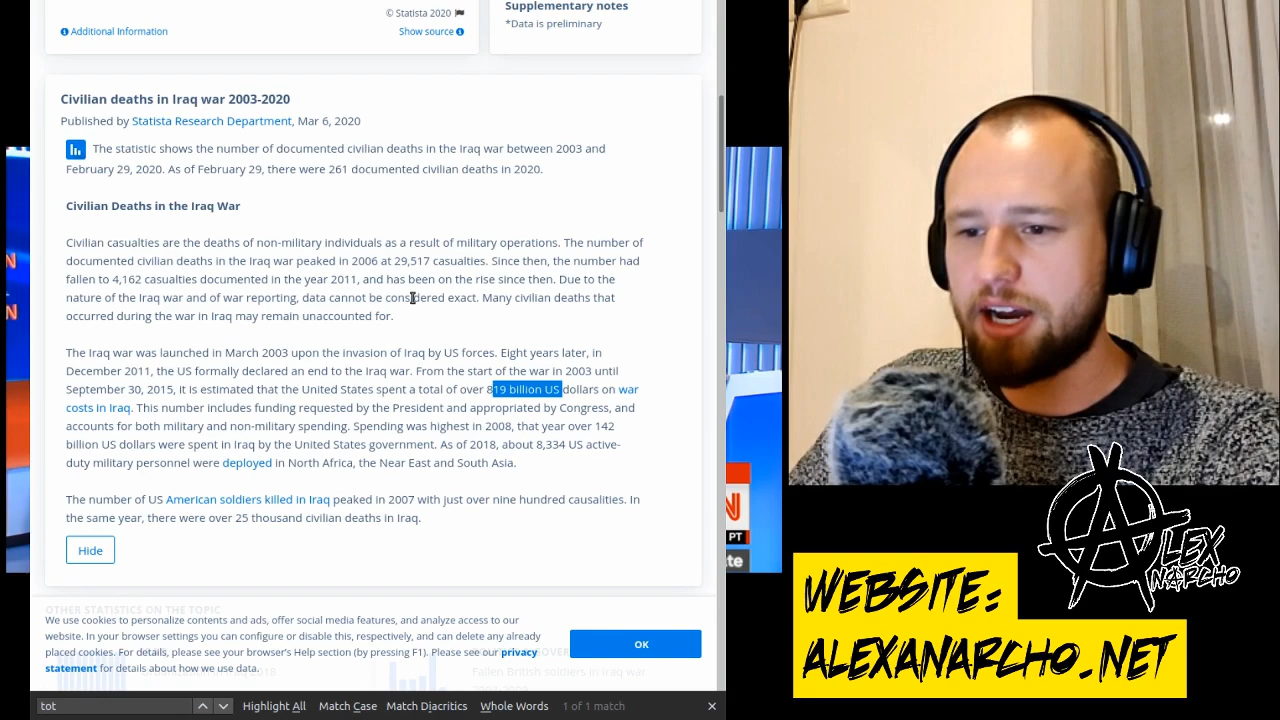 © Statista 2020
Additional Information
Show source
Supplementary notes
*Data is preliminary
Civilian deaths in Iraq war 2003-2020
Published by Statista Research Department, Mar 6, 2020
The statistic shows the number of documented civilian deaths in the Iraq war between 2003 and
February 29, 2020. As of February 29, there were 261 documented civilian deaths in 2020.
Civilian Deaths in the Iraq War
Civilian casualties are the deaths of non-military individuals as a result of military operations. The number of
documented civilian deaths in the Iraq war peaked in 2006 at 29,517 casualties. Since then, the number had
fallen to 4,162 casualties documented in the year 2011, and has been on the rise since then. Due to the
nature of the Iraq war and of war reporting, data cannot be considered exact. Many civilian deaths that
occurred during the war in Iraq may remain unaccounted for.
The Iraq war was launched in March 2003 upon the invasion of Iraq by US forces. Eight years later, in
December 2011, the US formally declared an end to the Iraq war. From the start of the war in 2003 until
September 30, 2015, it is estimated that the United States spent a total of over 819 billion US dollars on war
costs in Iraq. This number includes funding requested by the President and appropriated by Congress, and
accounts for both military and non-military spending. Spending was highest in 2008, that year over 142
billion US dollars were spent in Iraq by the United States government. As of 2018, about 8,334 US active-
duty military personnel were deployed in North Africa, the Near East and South Asia.
The number of US American soldiers killed in Iraq peaked in 2007 with just over nine hundred causalities. In
the same year, there were over 25 thousand civilian deaths in Iraq.
Hide
OTHER STATISTICS ON THE TOPIC
We use cookies to personalize contents and ads, offer social media features, and analyze access to our
website. In your browser settings you can configure or disable this, respectively, and can delete any already
placed cookies. For details, please see your browser's Help section (by pressing F1). Please see our privacy
statement for details about how we use data.
OK
Fallen British soldiers in Iraq war
tot
Highlight All
Match Case
Match Diacritics
Whole Words
1 of 1 match
N
PT
te
ALEX
NARCHO
WEBSITE:
ALEXANARCHO.NET